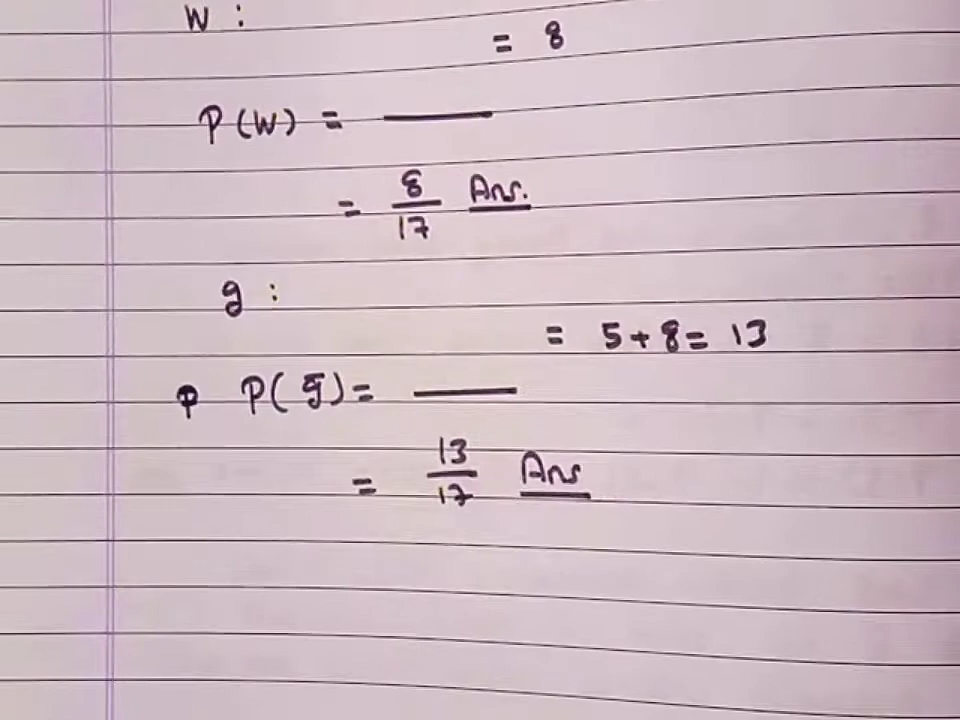 W :
= 8
P(W) =
= 8/17 Ans.
g :
= 5+8= 13
P P(g̅)=
= 13/17 Ans